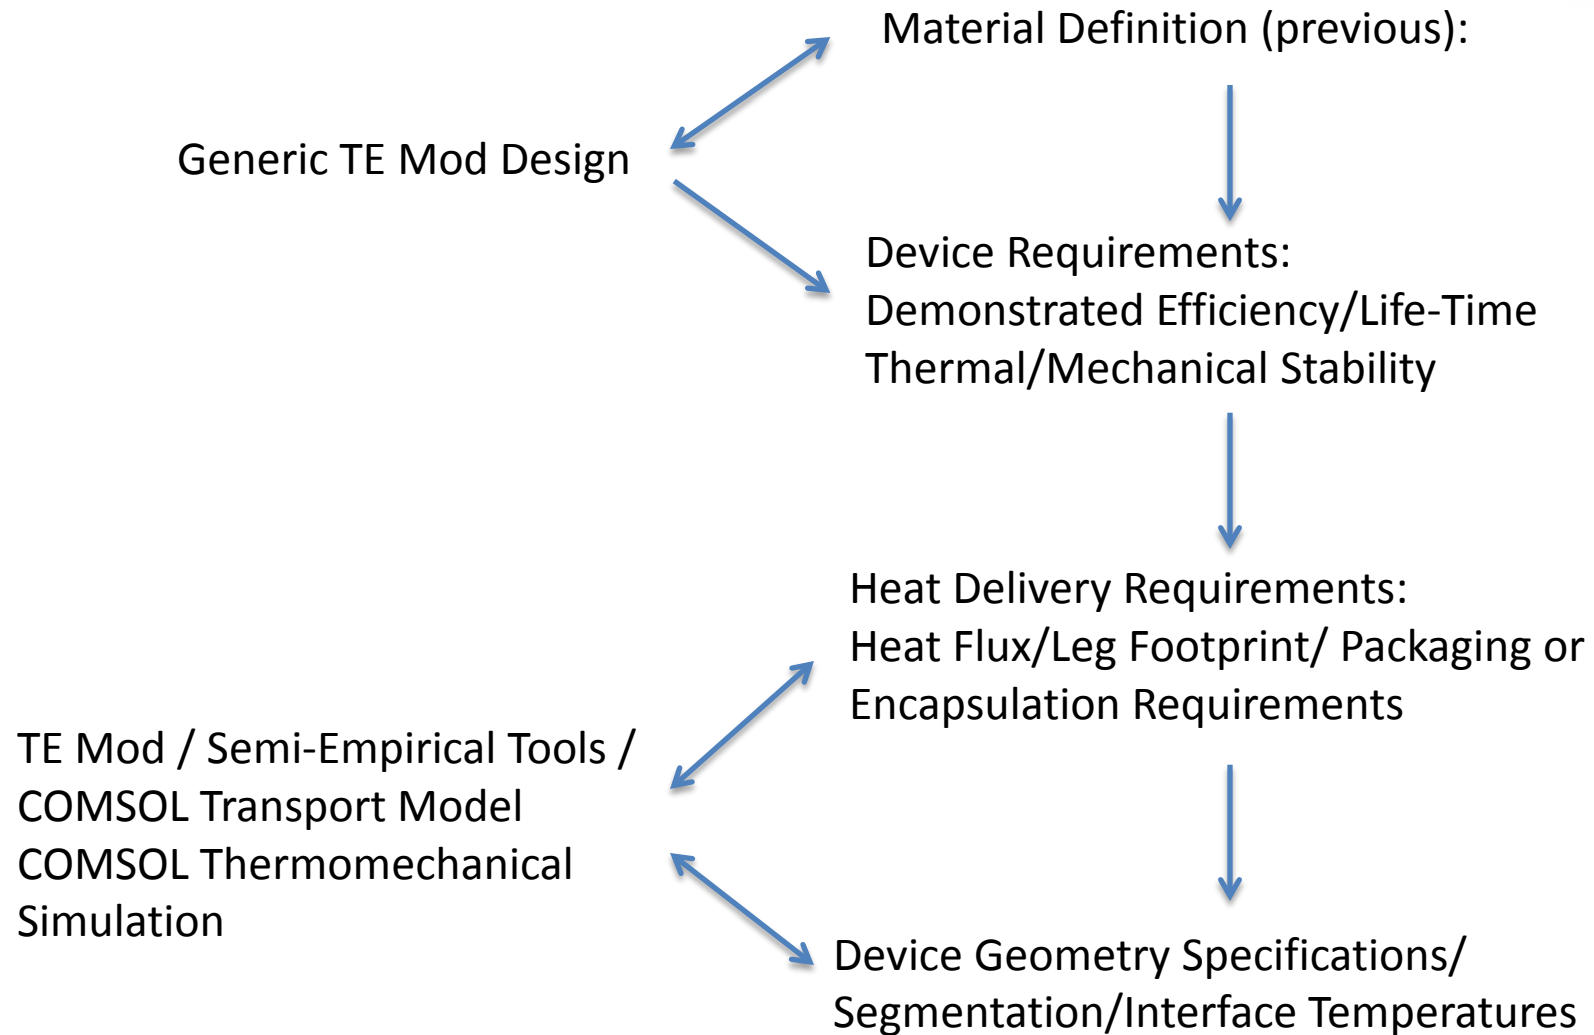 Material Definition (previous):
Generic TE Mod Design
Device Requirements:
Demonstrated Efficiency/Life-Time
Thermal/Mechanical Stability
Heat Delivery Requirements:
Heat Flux/Leg Footprint/ Packaging or
Encapsulation Requirements
TE Mod / Semi-Empirical Tools /
COMSOL Transport Model
COMSOL Thermomechanical
Simulation
Device Geometry Specifications/
Segmentation/Interface Temperatures